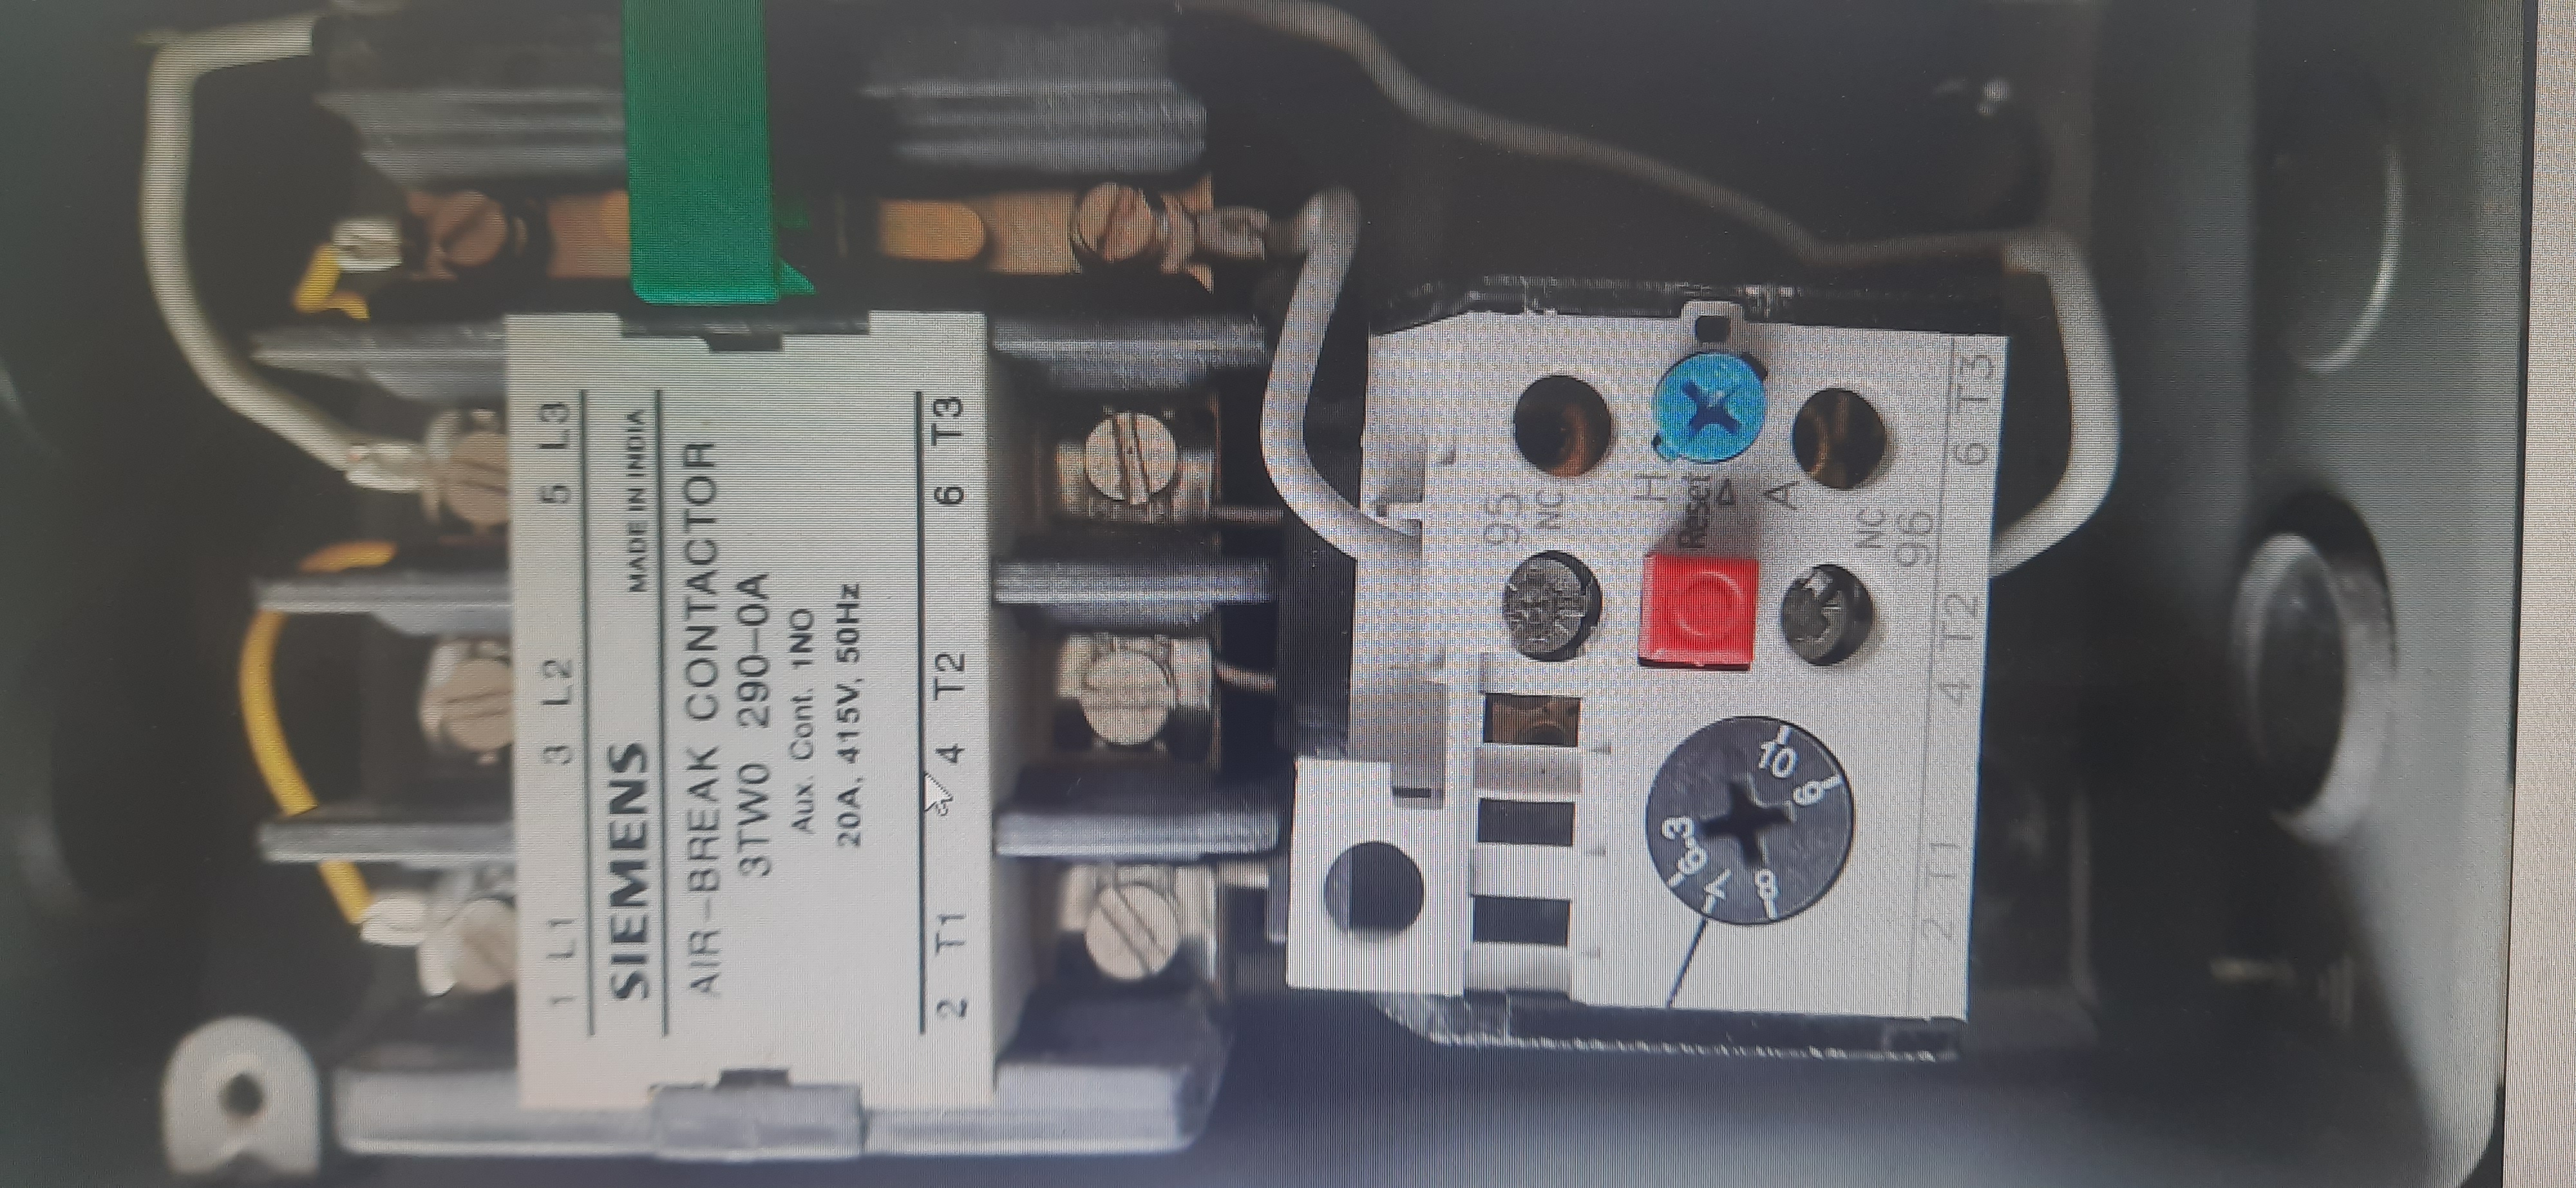 1 L1 3 L2 5 L3
SIEMENS MADE IN INDIA
AIR-BREAK CONTACTOR
3TW0 290-0A
Aux. Cont. 1NO
20A, 415V, 50Hz
2 T1 4 T2 6 T3
95
NC
H
Reset
A
NC
96
6.3 7 8 9 10
2 T1 4 T2 6 T3